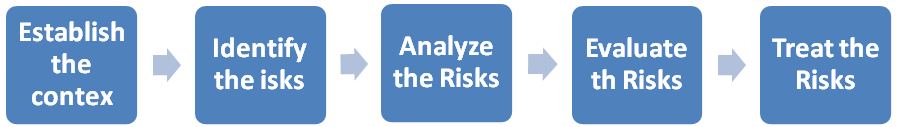 Establish
the
contex
Identify
the isks
Analyze
the Risks
Evaluate
th Risks
Treat the
Risks